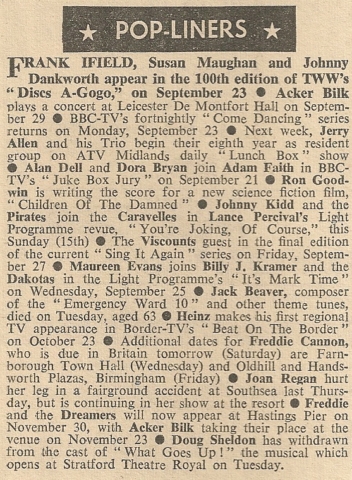 ★ POP-LINERS ★
FRANK IFIELD, Susan Maughan and Johnny
Dankworth appear in the 100th edition of TWW's
"Discs A-Gogo," on September 23 ● Acker Bilk
plays a concert at Leicester De Montfort Hall on Septem-
ber 29 ● BBC-TV's fortnightly "Come Dancing" series
returns on Monday, September 23 ● Next week, Jerry
Allen and his Trio begin their eighth year as resident
group on ATV Midlands daily "Lunch Box" show
● Alan Dell and Dora Bryan join Adam Faith in BBC-
TV's "Juke Box Jury" on September 21 ● Ron Good-
win is writing the score for a new science fiction film,
"Children Of The Damned" ● Johnny Kidd and the
Pirates join the Caravelles in Lance Percival's Light
Programme revue, "You're Joking, Of Course," this
Sunday (15th) ● The Viscounts guest in the final edition
of the current "Sing It Again" series on Friday, Septem-
ber 27 ● Maureen Evans joins Billy J. Kramer and the
Dakotas in the Light Programme's "It's Mark Time"
on Wednesday, September 25 ● Jack Beaver, composer
of the "Emergency Ward 10" and other theme tunes,
died on Tuesday, aged 63 ● Heinz makes his first regional
TV appearance in Border-TV's "Beat On The Border"
on October 23 ● Additional dates for Freddie Cannon,
who is due in Britain tomorrow (Saturday) are Farn-
borough Town Hall (Wednesday) and Oldhill and Hands-
worth Plazas, Birmingham (Friday) ● Joan Regan hurt
her leg in a fairground accident at Southsea last Thurs-
day, but is continuing in her show at the resort ● Freddie
and the Dreamers will now appear at Hastings Pier on
November 30, with Acker Bilk taking their place at the
venue on November 23 ● Doug Sheldon has withdrawn
from the cast of "What Goes Up!" the musical which
opens at Stratford Theatre Royal on Tuesday.